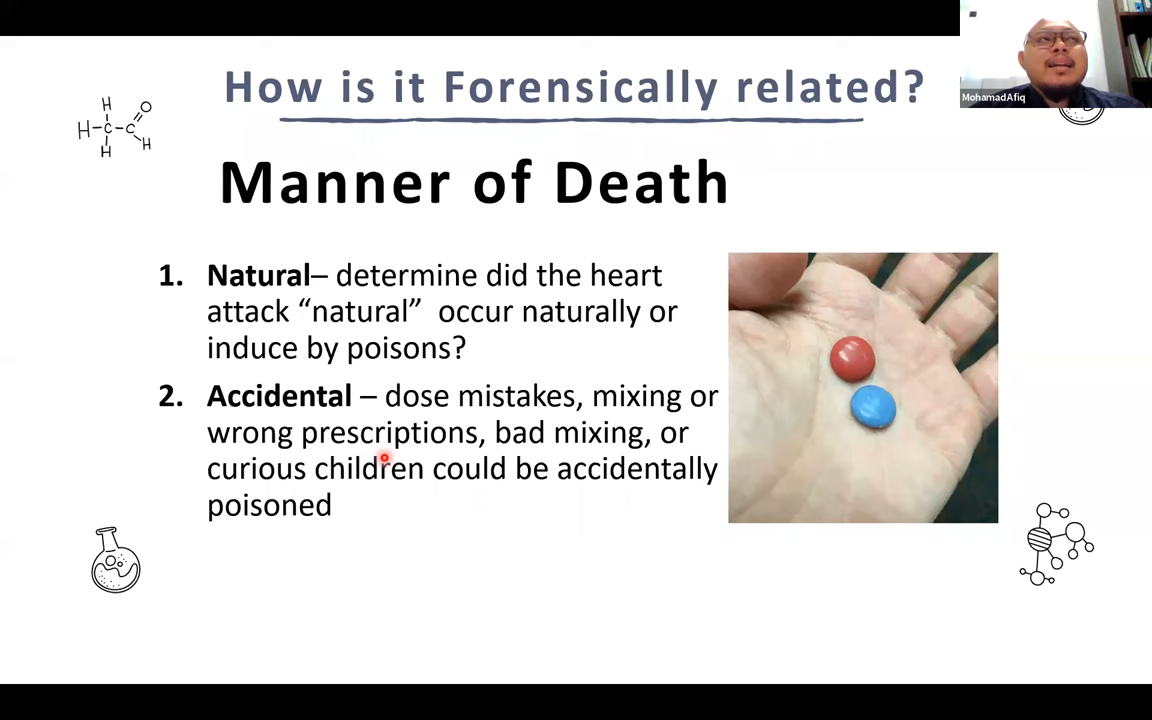 How is it Forensically related?
MohamadAfiq
H O
H-C-C
H H
Manner of Death
1. Natural– determine did the heart
attack “natural” occur naturally or
induce by poisons?
2. Accidental – dose mistakes, mixing or
wrong prescriptions, bad mixing, or
curious children could be accidentally
poisoned